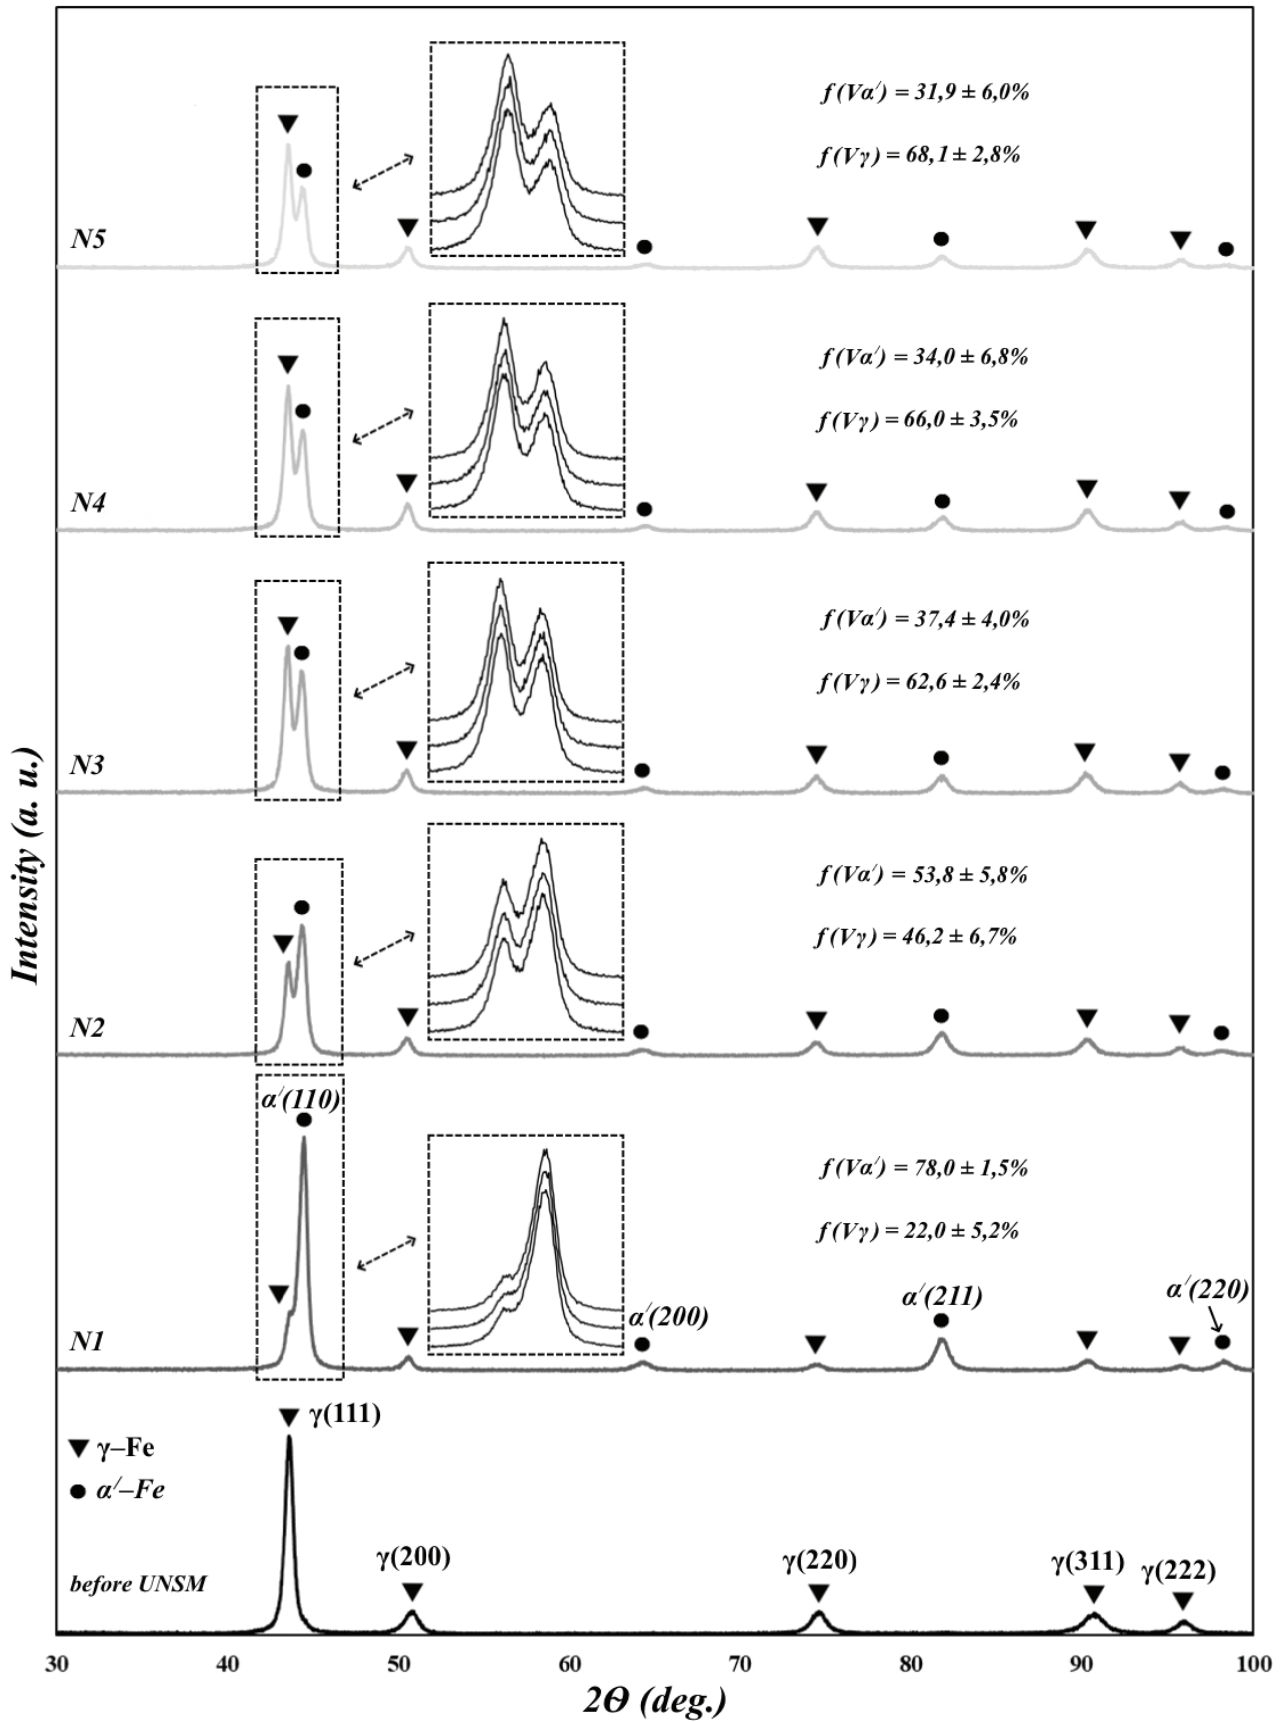 f(Vα′) = 31,9 ± 6,0%
f(Vγ) = 68,1 ± 2,8%
N5
f(Vα′) = 34,0 ± 6,8%
f(Vγ) = 66,0 ± 3,5%
N4
f(Vα′) = 37,4 ± 4,0%
f(Vγ) = 62,6 ± 2,4%
N3
f(Vα′) = 53,8 ± 5,8%
f(Vγ) = 46,2 ± 6,7%
N2
α′(110)
f(Vα′) = 78,0 ± 1,5%
f(Vγ) = 22,0 ± 5,2%
α′(200)
α′(211)
α′(220)
N1
γ(111)
▼ γ–Fe
● α′–Fe
before UNSM
γ(200)
γ(220)
γ(311)
γ(222)
30 40 50 60 70 80 90 100
2Θ (deg.)
Intensity (a. u.)